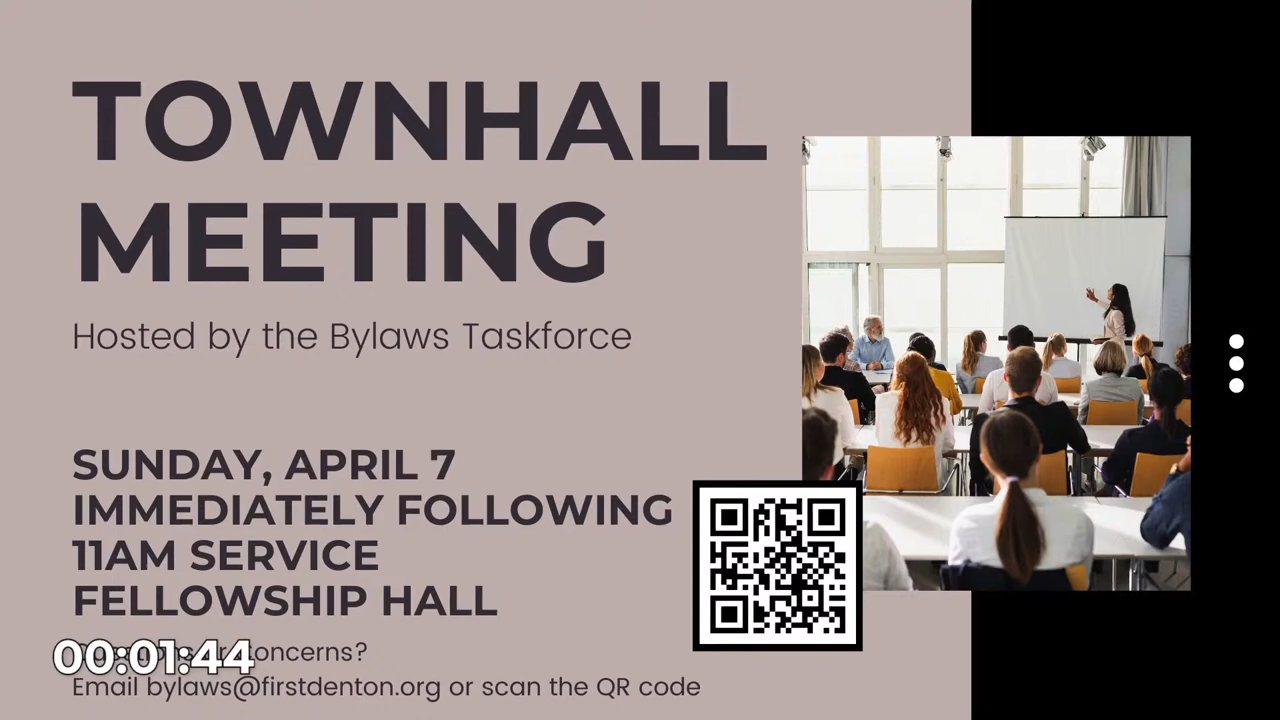 TOWNHALL
MEETING
Hosted by the Bylaws Taskforce
SUNDAY, APRIL 7
IMMEDIATELY FOLLOWING
11AM SERVICE
FELLOWSHIP HALL
concerns?
00:01:44
Email bylaws@firstdenton.org or scan the QR code